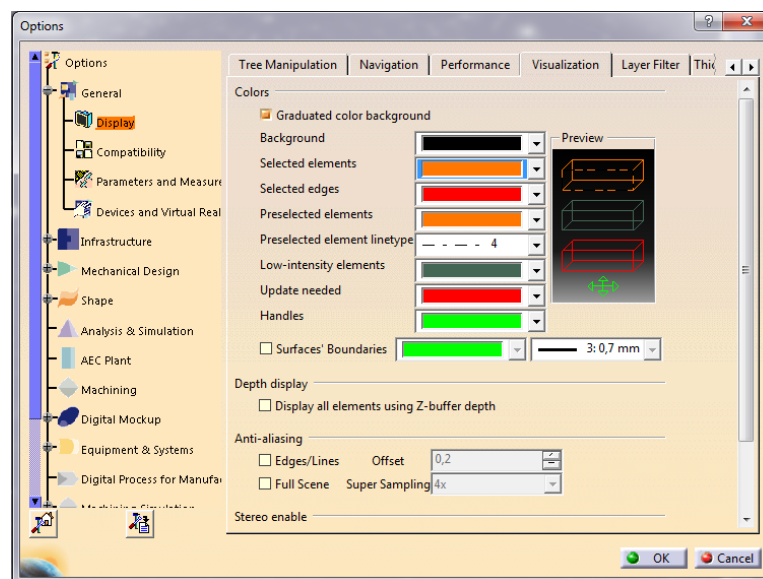 Options
Options
General
Display
Compatibility
Parameters and Measure
Devices and Virtual Real
Infrastructure
Mechanical Design
Shape
Analysis & Simulation
AEC Plant
Machining
Digital Mockup
Equipment & Systems
Digital Process for Manufa
Machining Simulation
Tree Manipulation Navigation Performance Visualization Layer Filter
Colors
Graduated color background
Background
Selected elements
Selected edges
Preselected elements
Preselected element linetype 4
Low-intensity elements
Update needed
Handles
Preview
Surfaces' Boundaries 3: 0,7 mm
Depth display
Display all elements using Z-buffer depth
Anti-aliasing
Edges/Lines Offset 0,2
Full Scene Super Sampling 4x
Stereo enable
OK Cancel